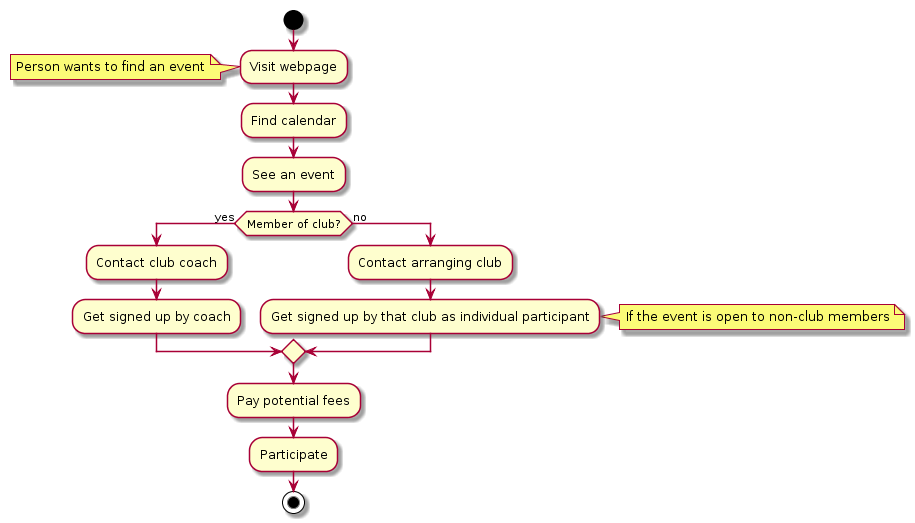 Person wants to find an event
Visit webpage
Find calendar
See an event
yes
Member of club?
no
Contact club coach
Contact arranging club
Get signed up by coach
Get signed up by that club as individual participant
If the event is open to non-club members
Pay potential fees
Participate